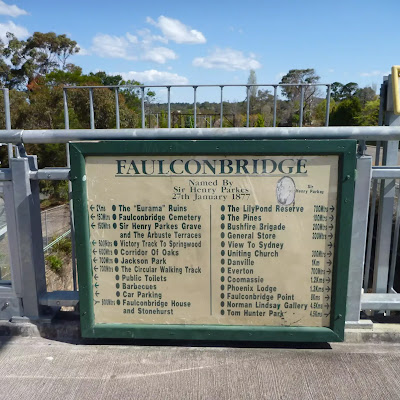 FAULCONBRIDGE
Named By
Sir Henry Parkes
27th January 1877
Sir
Henry Parkes
The "Eurama" Ruins
Faulconbridge Cemetery
Sir Henry Parkes Grave
and The Arbuste Terraces
Victory Track To Springwood
Corridor Of Oaks
Jackson Park
The Circular Walking Track
Public Toilets
Barbecues
Car Parking
Faulconbridge House
and Stonehurst
The LilyPond Reserve
The Pines
Bushfire Brigade
General Store
View To Sydney
Uniting Church
Danville
Everton
Coomassie
Phoenix Lodge
Faulconbridge Point
Norman Lindsay Gallery
Tom Hunter Park